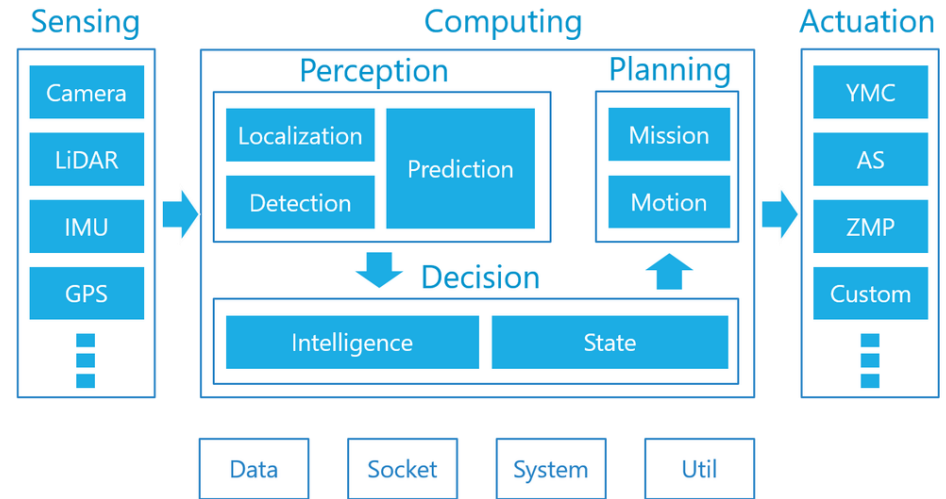 Sensing
Computing
Actuation
Camera
LiDAR
IMU
GPS
Perception
Localization
Detection
Prediction
Planning
Mission
Motion
Decision
Intelligence
State
YMC
AS
ZMP
Custom
Data
Socket
System
Util